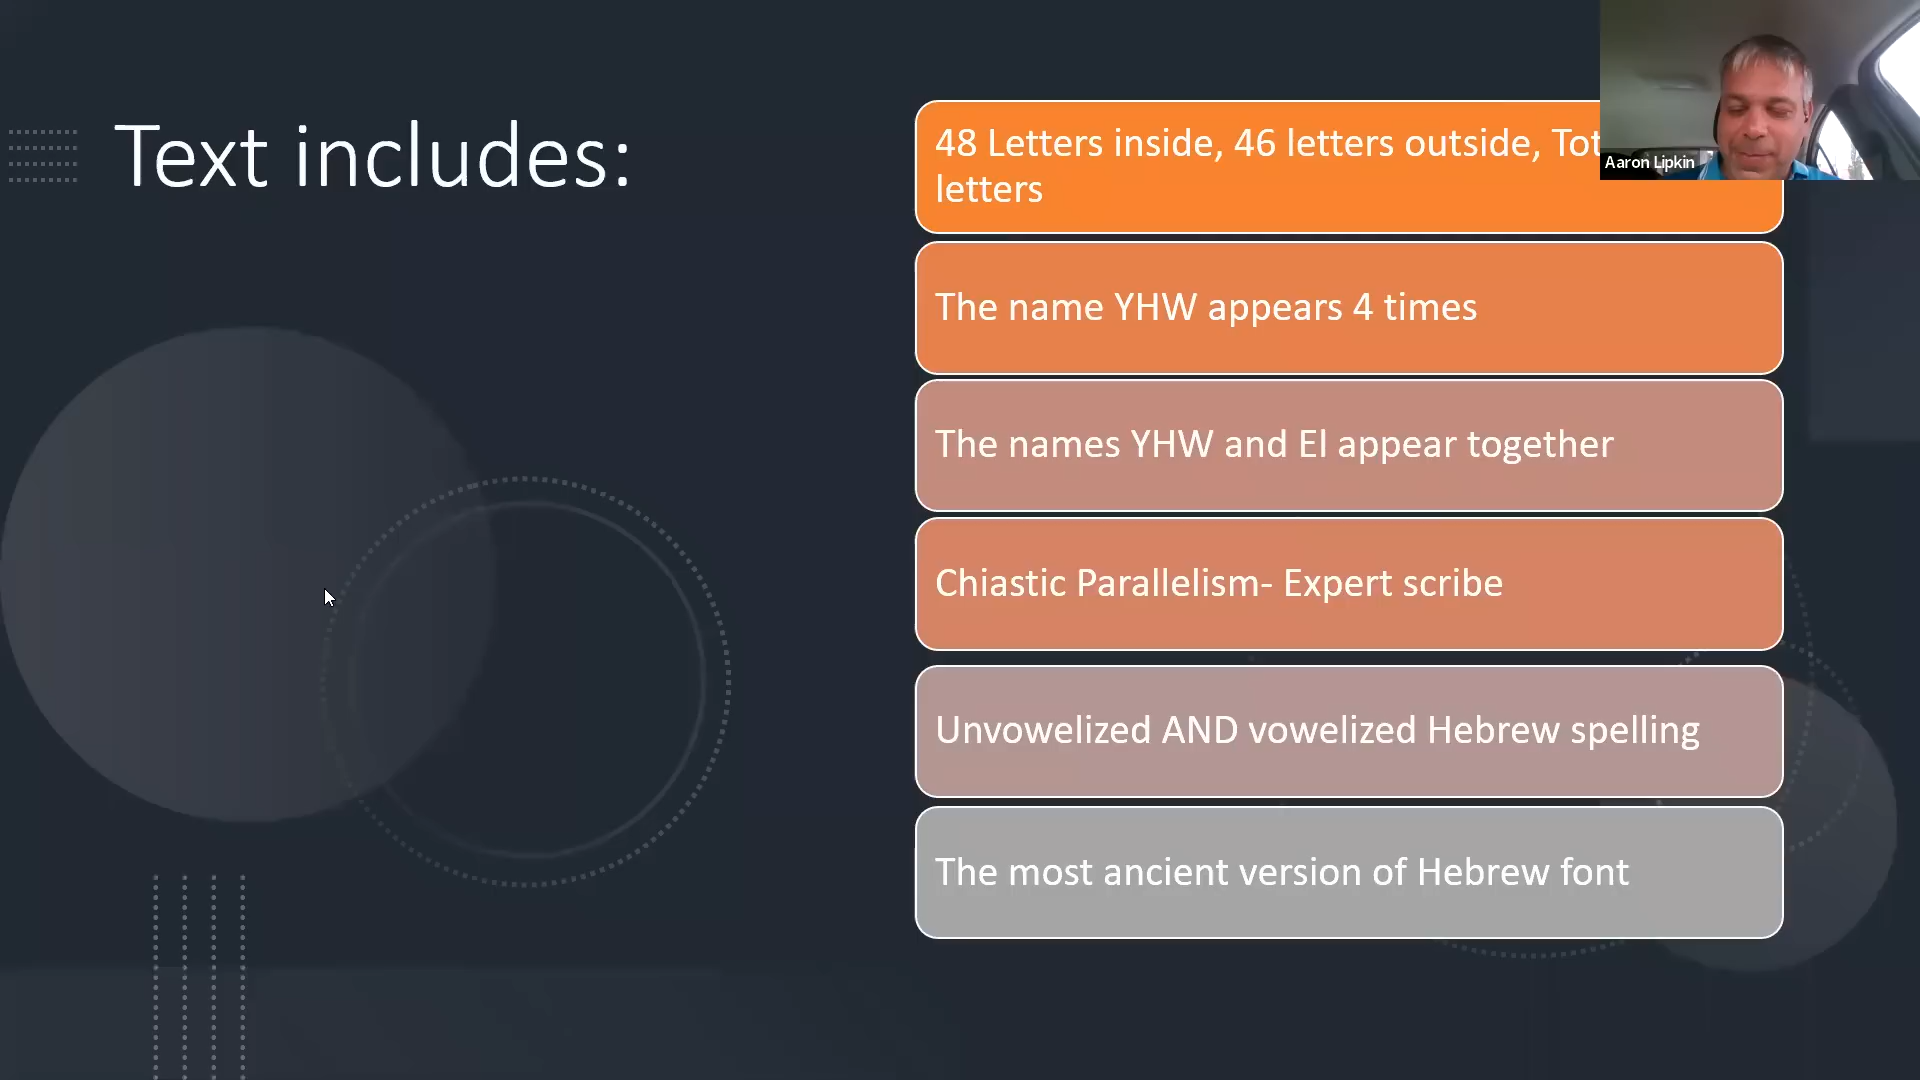 Text includes:
48 Letters inside, 46 letters outside,
letters
The name YHW appears 4 times
The names YHW and El appear together
Chiastic Parallelism- Expert scribe
Unvowelized AND vowelized Hebrew spelling
The most ancient version of Hebrew font
Aaron Lipkin